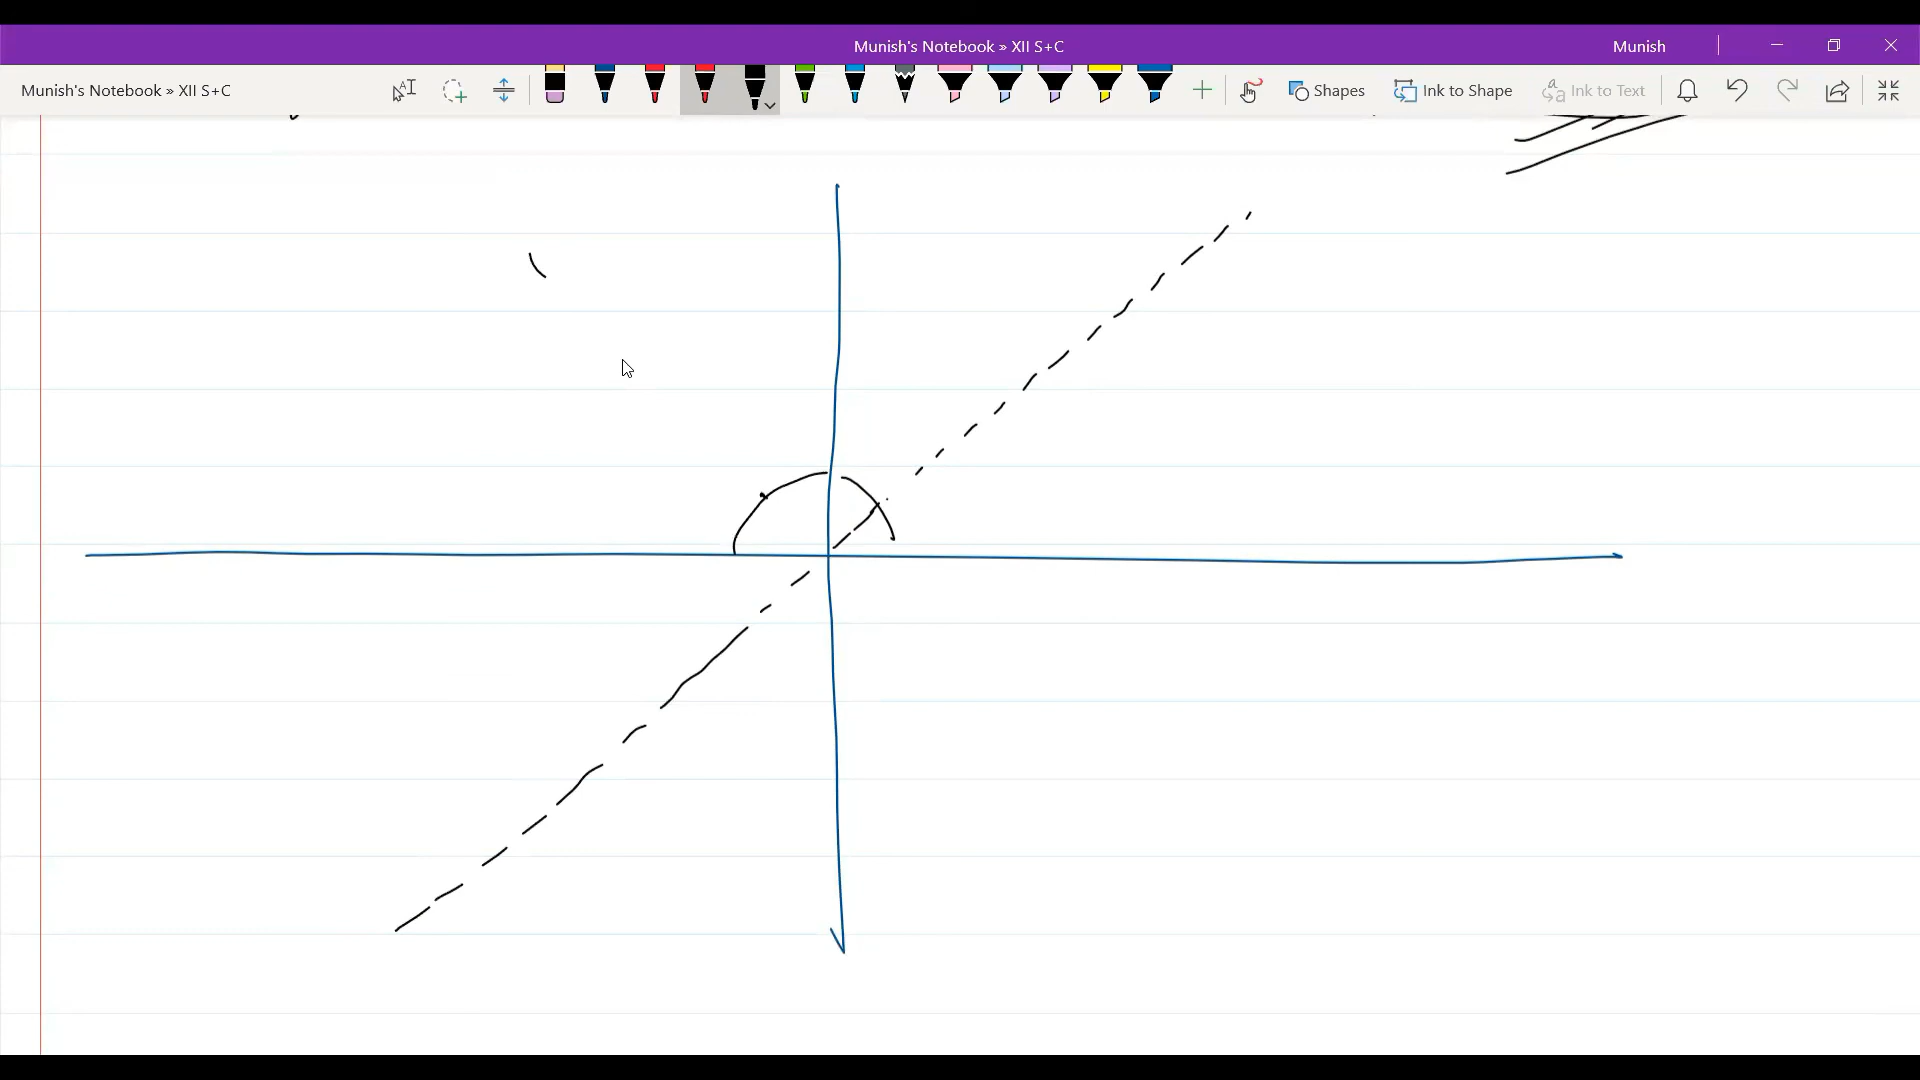 Munish's Notebook » XII S+C
Munish
Munish's Notebook » XII S+C
Shapes
Ink to Shape
Ink to Text